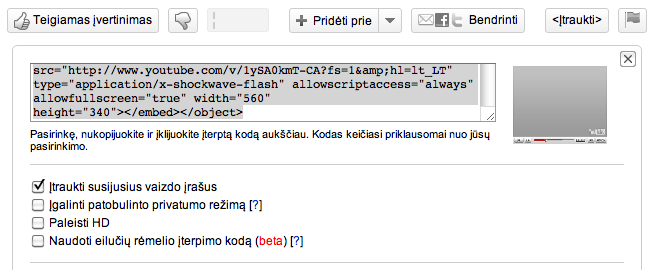 Teigiamas įvertinimas
Pridėti prie
Bendrinti
<Įtraukti>
src="http://www.youtube.com/v/1ySA0kmT-CA?fs=1&amp;hl=lt_LT"
type="application/x-shockwave-flash" allowscriptaccess="always"
allowfullscreen="true" width="560"
height="340"></embed></object>
Pasirinkę, nukopijuokite ir įklijuokite įterptą kodą aukščiau. Kodas keičiasi priklausomai nuo jūsų
pasirinkimo.
Įtraukti susijusius vaizdo įrašus
Įgalinti patobulinto privatumo režimą [?]
Paleisti HD
Naudoti eilučių rėmelio įterpimo kodą (beta) [?]